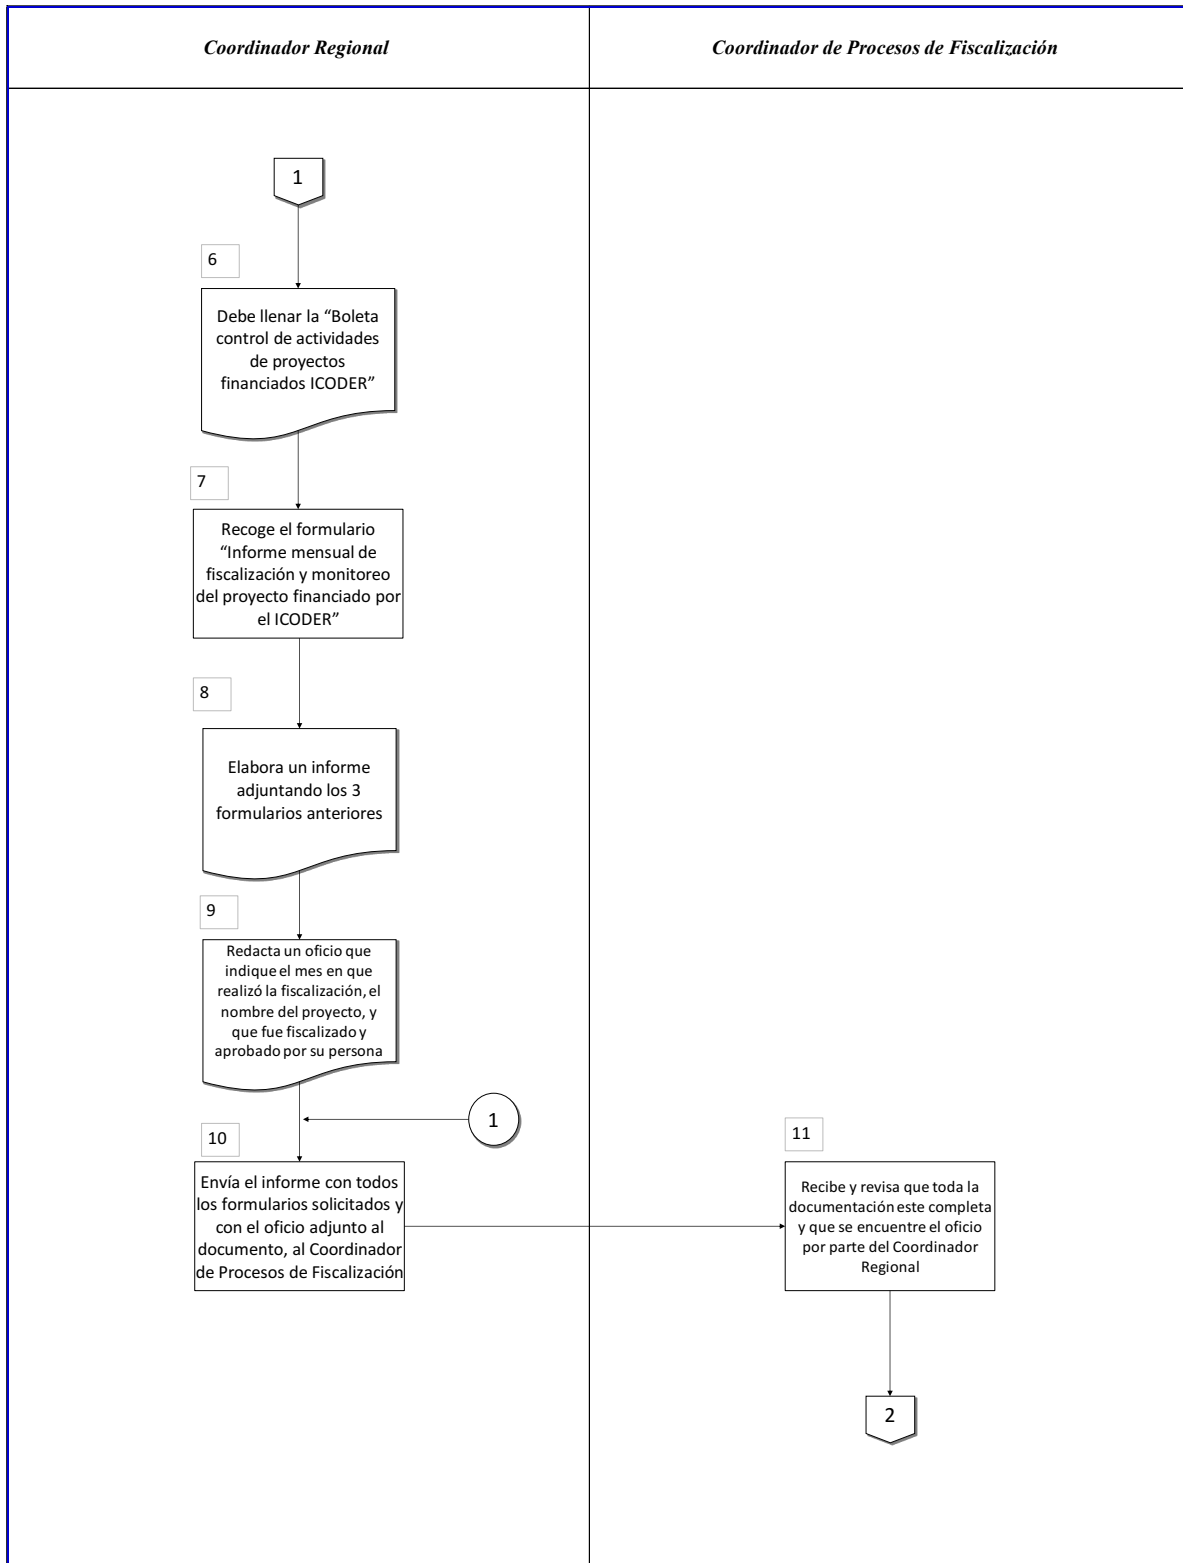 Coordinador Regional
Coordinador de Procesos de Fiscalización
1
6
Debe llenar la “Boleta
control de actividades
de proyectos
financiados ICODER”
7
Recoge el formulario
“Informe mensual de
fiscalización y monitoreo
del proyecto financiado por
el ICODER”
8
Elabora un informe
adjuntando los 3
formularios anteriores
9
Redacta un oficio que
indique el mes en que
realizó la fiscalización, el
nombre del proyecto, y
que fue fiscalizado y
aprobado por su persona
1
10
Envía el informe con todos
los formularios solicitados y
con el oficio adjunto al
documento, al Coordinador
de Procesos de Fiscalización
11
Recibe y revisa que toda la
documentación este completa
y que se encuentre el oficio
por parte del Coordinador
Regional
2